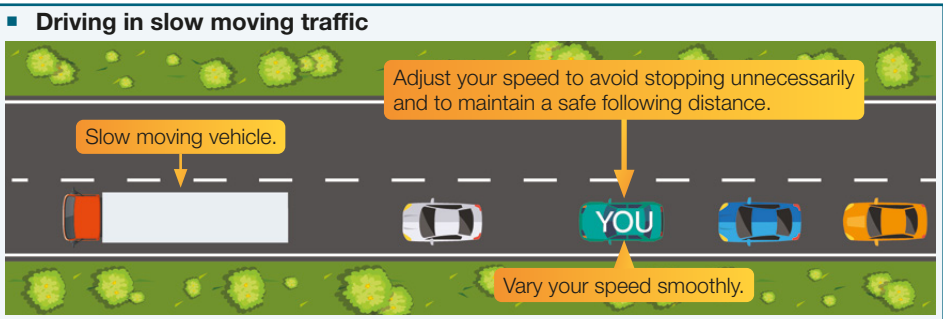 Driving in slow moving traffic
Adjust your speed to avoid stopping unnecessarily
and to maintain a safe following distance.
Slow moving vehicle.
YOU
Vary your speed smoothly.